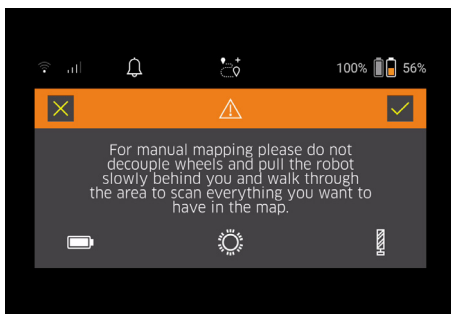 100% 56%
For manual mapping please do not
decouple wheels and pull the robot
slowly behind you and walk through
the area to scan everything you want to
have in the map.